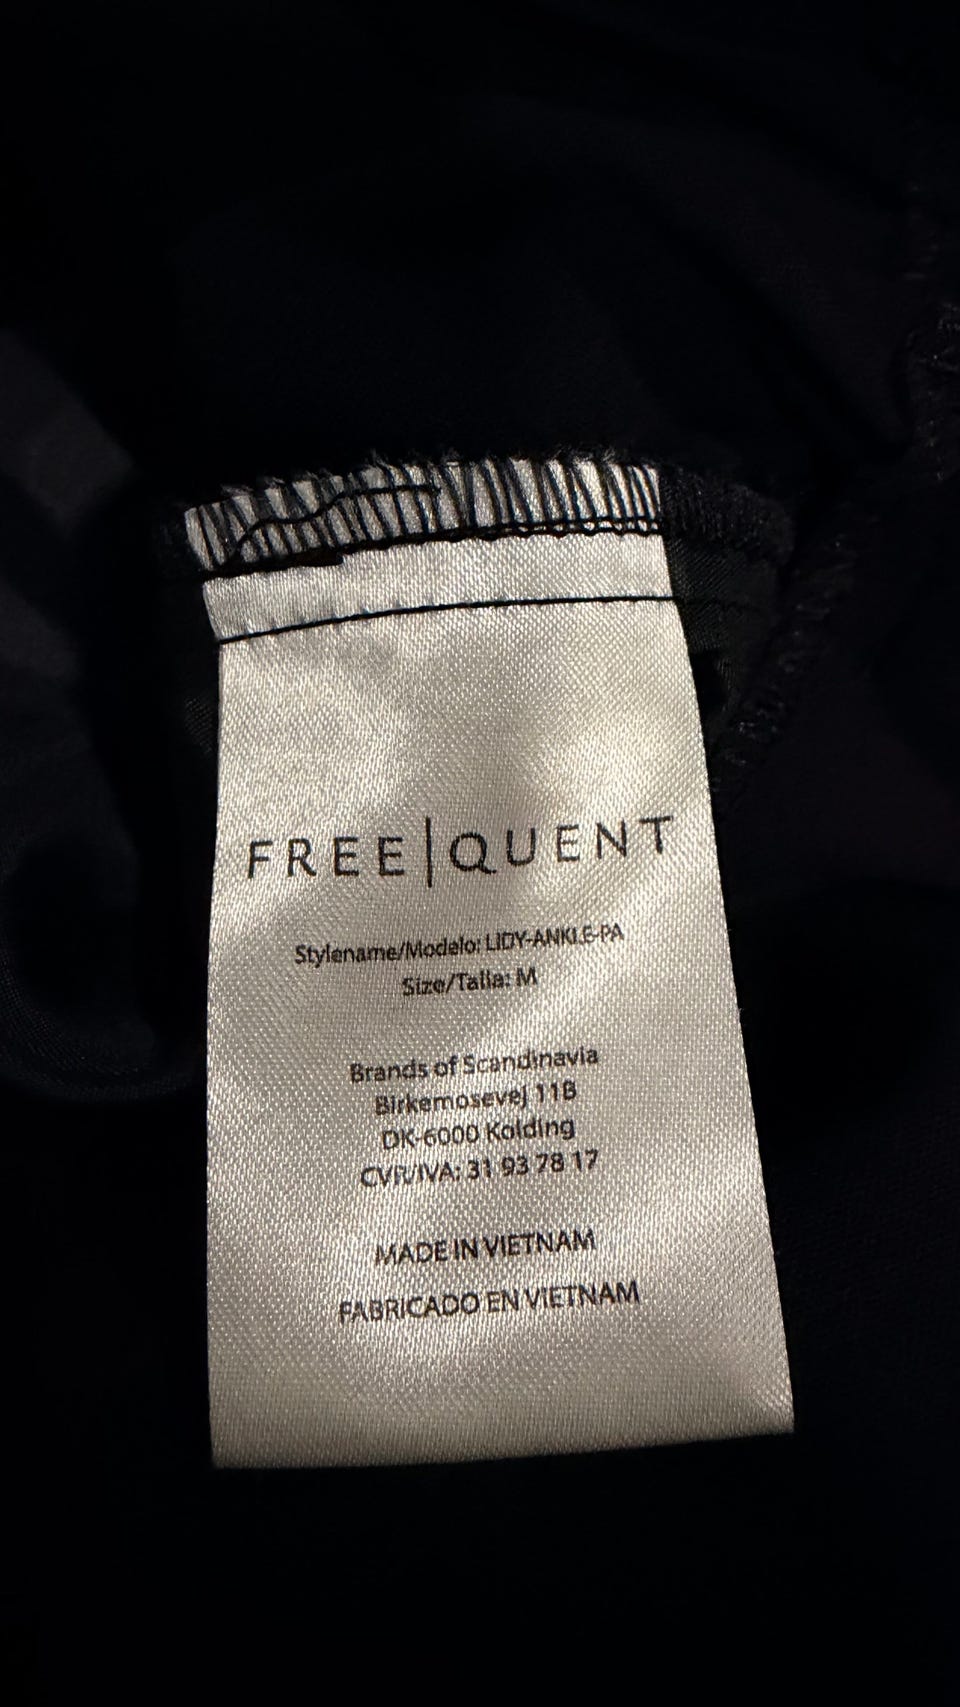 FREE|QUENT
Stylename/Modelo: LIDY-ANKLE-PA
Size/Talla: M
Brands of Scandinavia
Birkemosevej 11B
DK-6000 Kolding
CVR/IVA: 31 93 78 17
MADE IN VIETNAM
FABRICADO EN VIETNAM